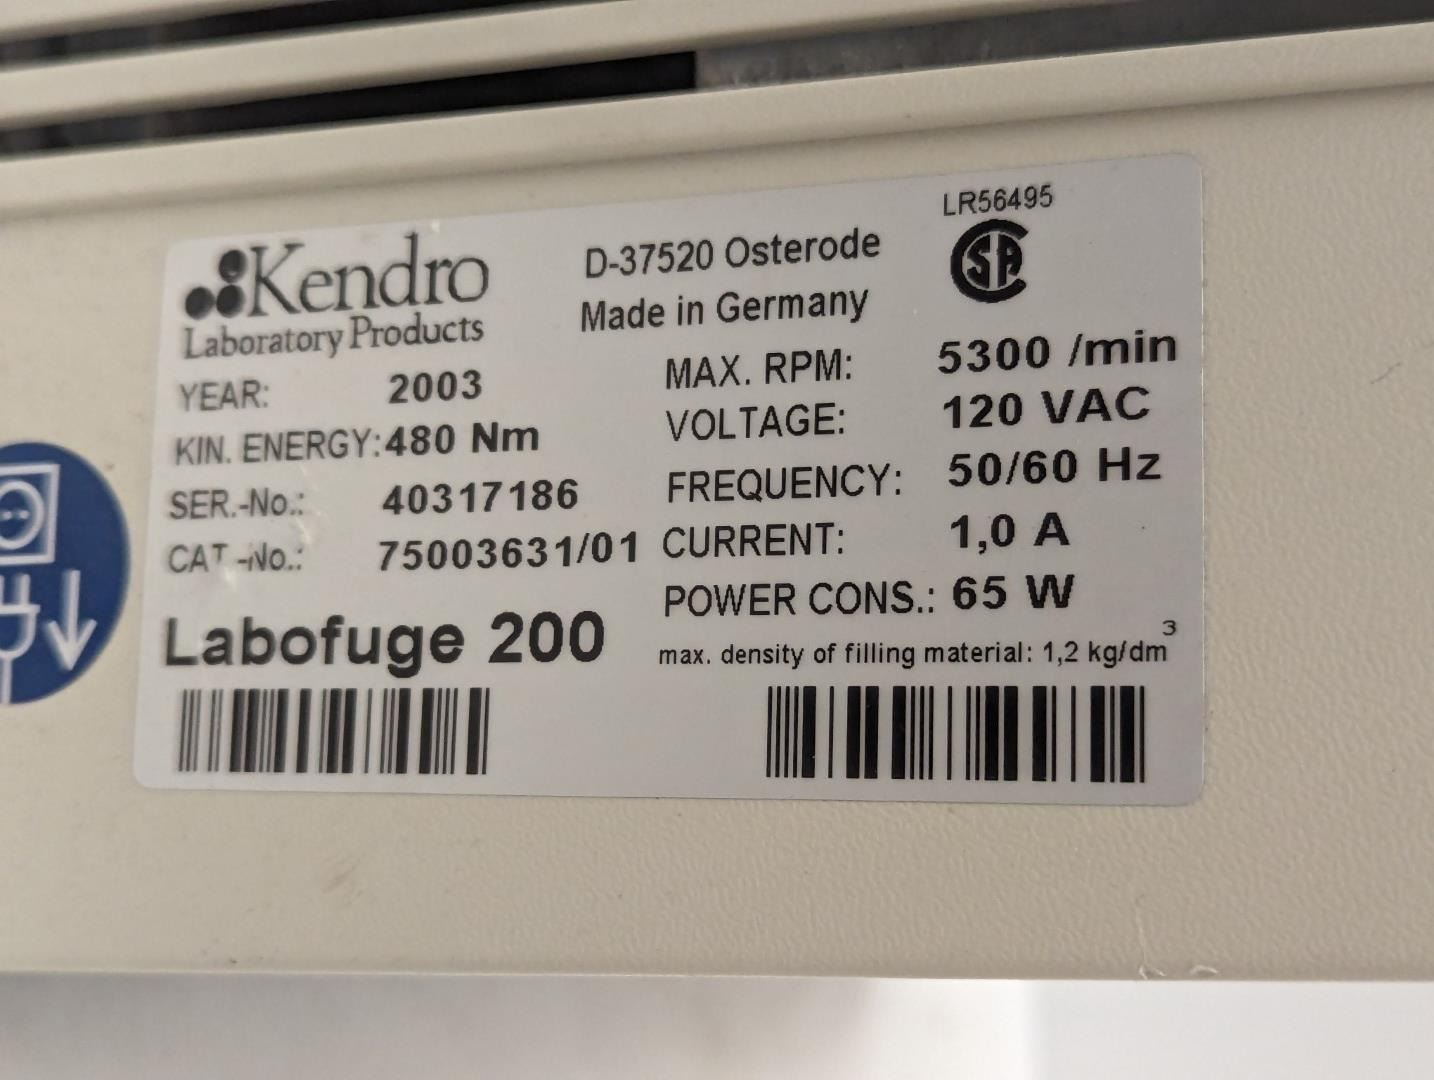 LR56495
Kendro
Laboratory Products
D-37520 Osterode
Made in Germany
YEAR: 2003
KIN. ENERGY: 480 Nm
SER.-No.: 40317186
CAT.-No.: 75003631/01
MAX. RPM: 5300 /min
VOLTAGE: 120 VAC
FREQUENCY: 50/60 Hz
CURRENT: 1,0 A
POWER CONS.: 65 W
Labofuge 200
max. density of filling material: 1,2 kg/dm³